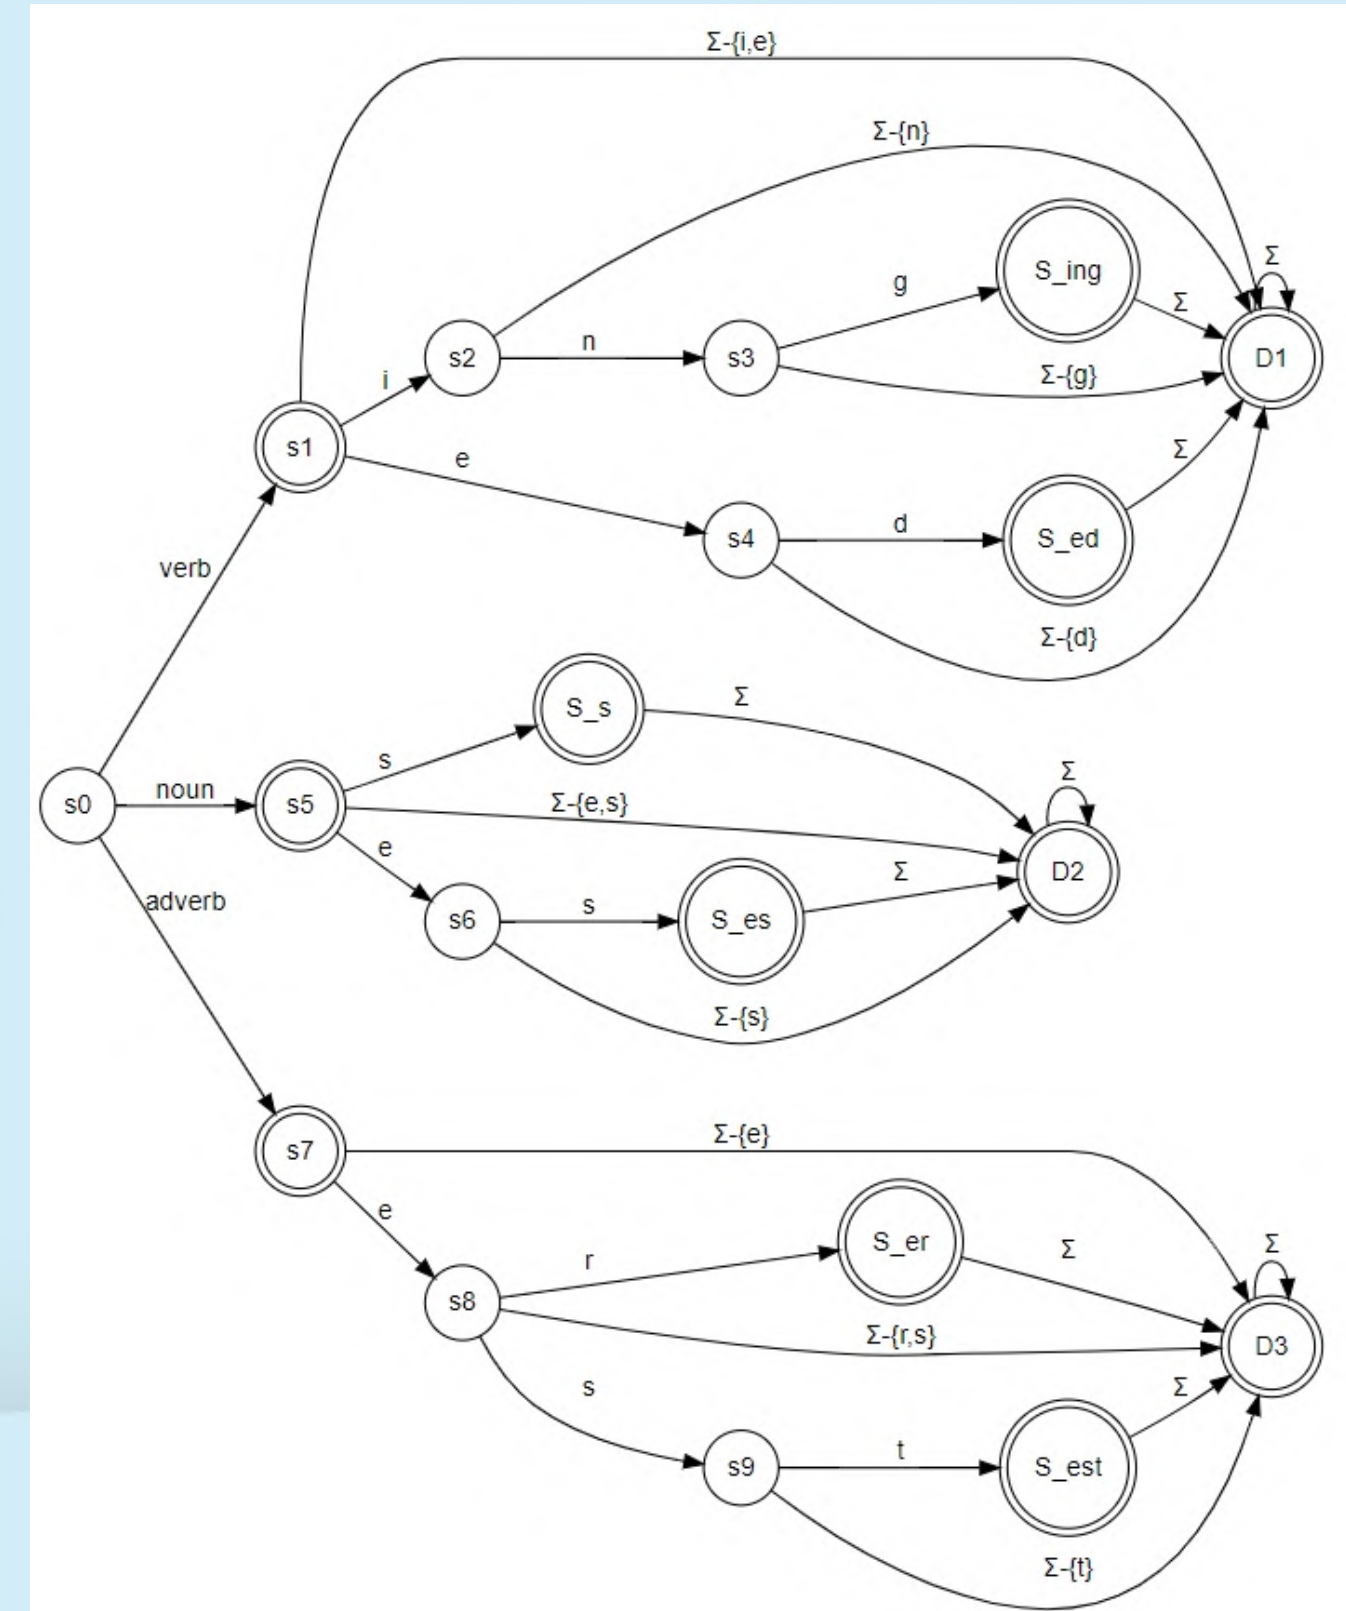 Σ-{i,e}
Σ-{n}
Σ
S_ing
g
Σ
s2
n
s3
D1
i
Σ-{g}
s1
e
Σ
d
s4
S_ed
verb
Σ-{d}
S_s
Σ
s
Σ
s0
noun
s5
Σ-{e,s}
e
D2
Σ
adverb
s
s6
S_es
Σ-{s}
Σ-{e}
s7
e
S_er
Σ
Σ
r
s8
Σ-{r,s}
D3
s
Σ
t
s9
S_est
Σ-{t}